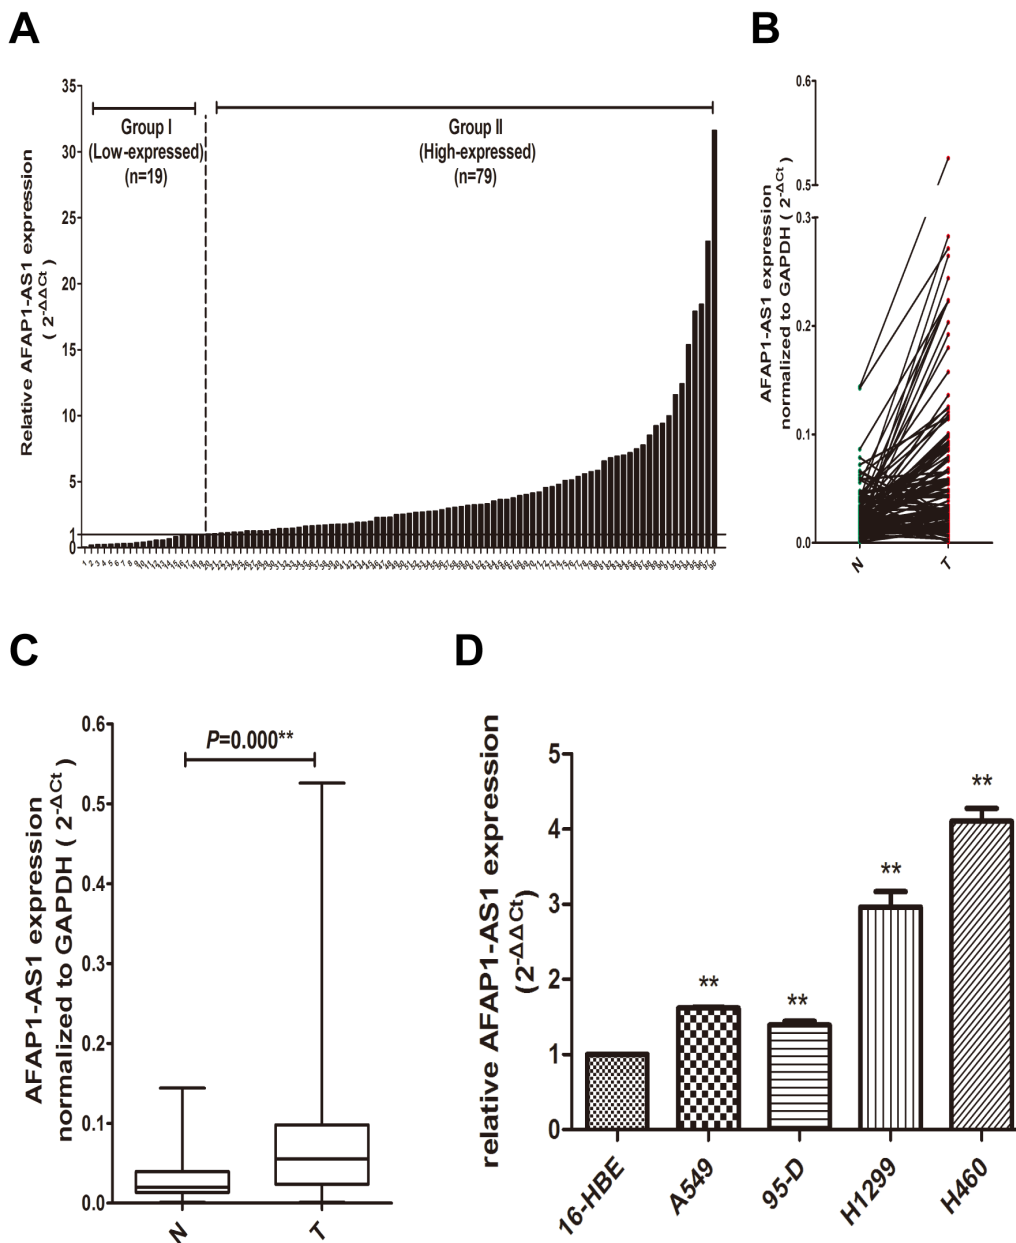 A
B
35
30
25
20
15
10
5
1
0
Relative AFAP1-AS1 expression
( 2-ΔΔCt )
Group I
(Low-expressed)
(n=19)
Group II
(High-expressed)
(n=79)
0.6
0.5
0.3
0.2
0.1
0.0
AFAP1-AS1 expression
normalized to GAPDH ( 2-ΔCt )
N
T
C
D
0.6
0.5
0.4
0.3
0.2
0.1
0.0
AFAP1-AS1 expression
normalized to GAPDH ( 2-ΔCt )
P=0.000**
N
T
5
4
3
2
1
0
relative AFAP1-AS1 expression
(2-ΔΔCt)
**
**
**
**
16-HBE
A549
95-D
H1299
H460